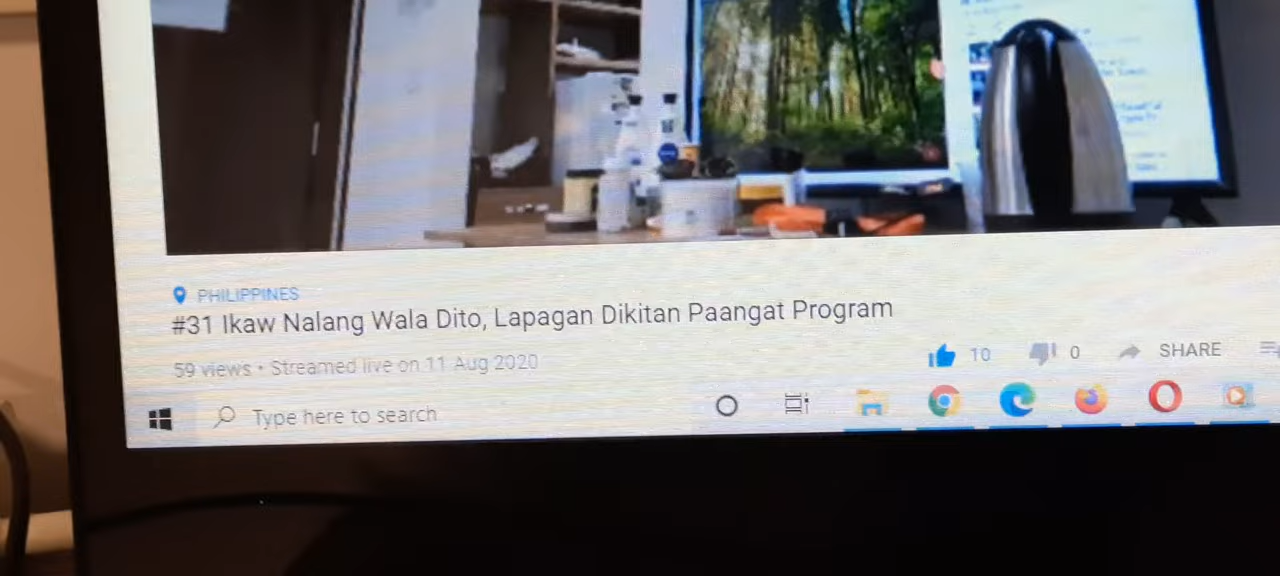 PHILIPPINES
#31 Ikaw Nalang Wala Dito, Lapagan Dikitan Paangat Program
59 views • Streamed live on 11 Aug 2020
10 0 SHARE
Type here to search